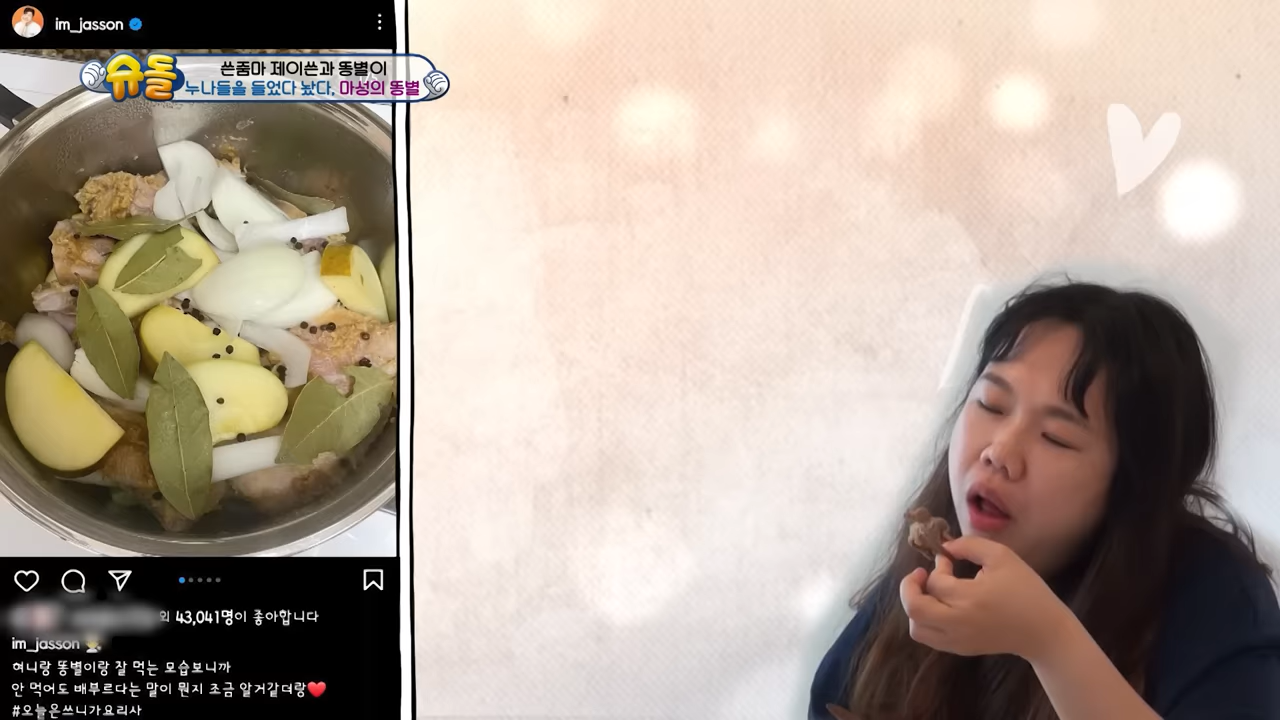 im_jasson
슈돌
쓴줌마 제이쓴과 똥별이
누나들을 들었다 놨다, 마성의 똥별
외 43,041명이 좋아합니다
im_jasson
혀니랑 똥별이랑 잘 먹는 모습보니까
안 먹어도 배부르다는 말이 뭔지 조금 알거같더랑❤️
#오늘은쓰니가요리사